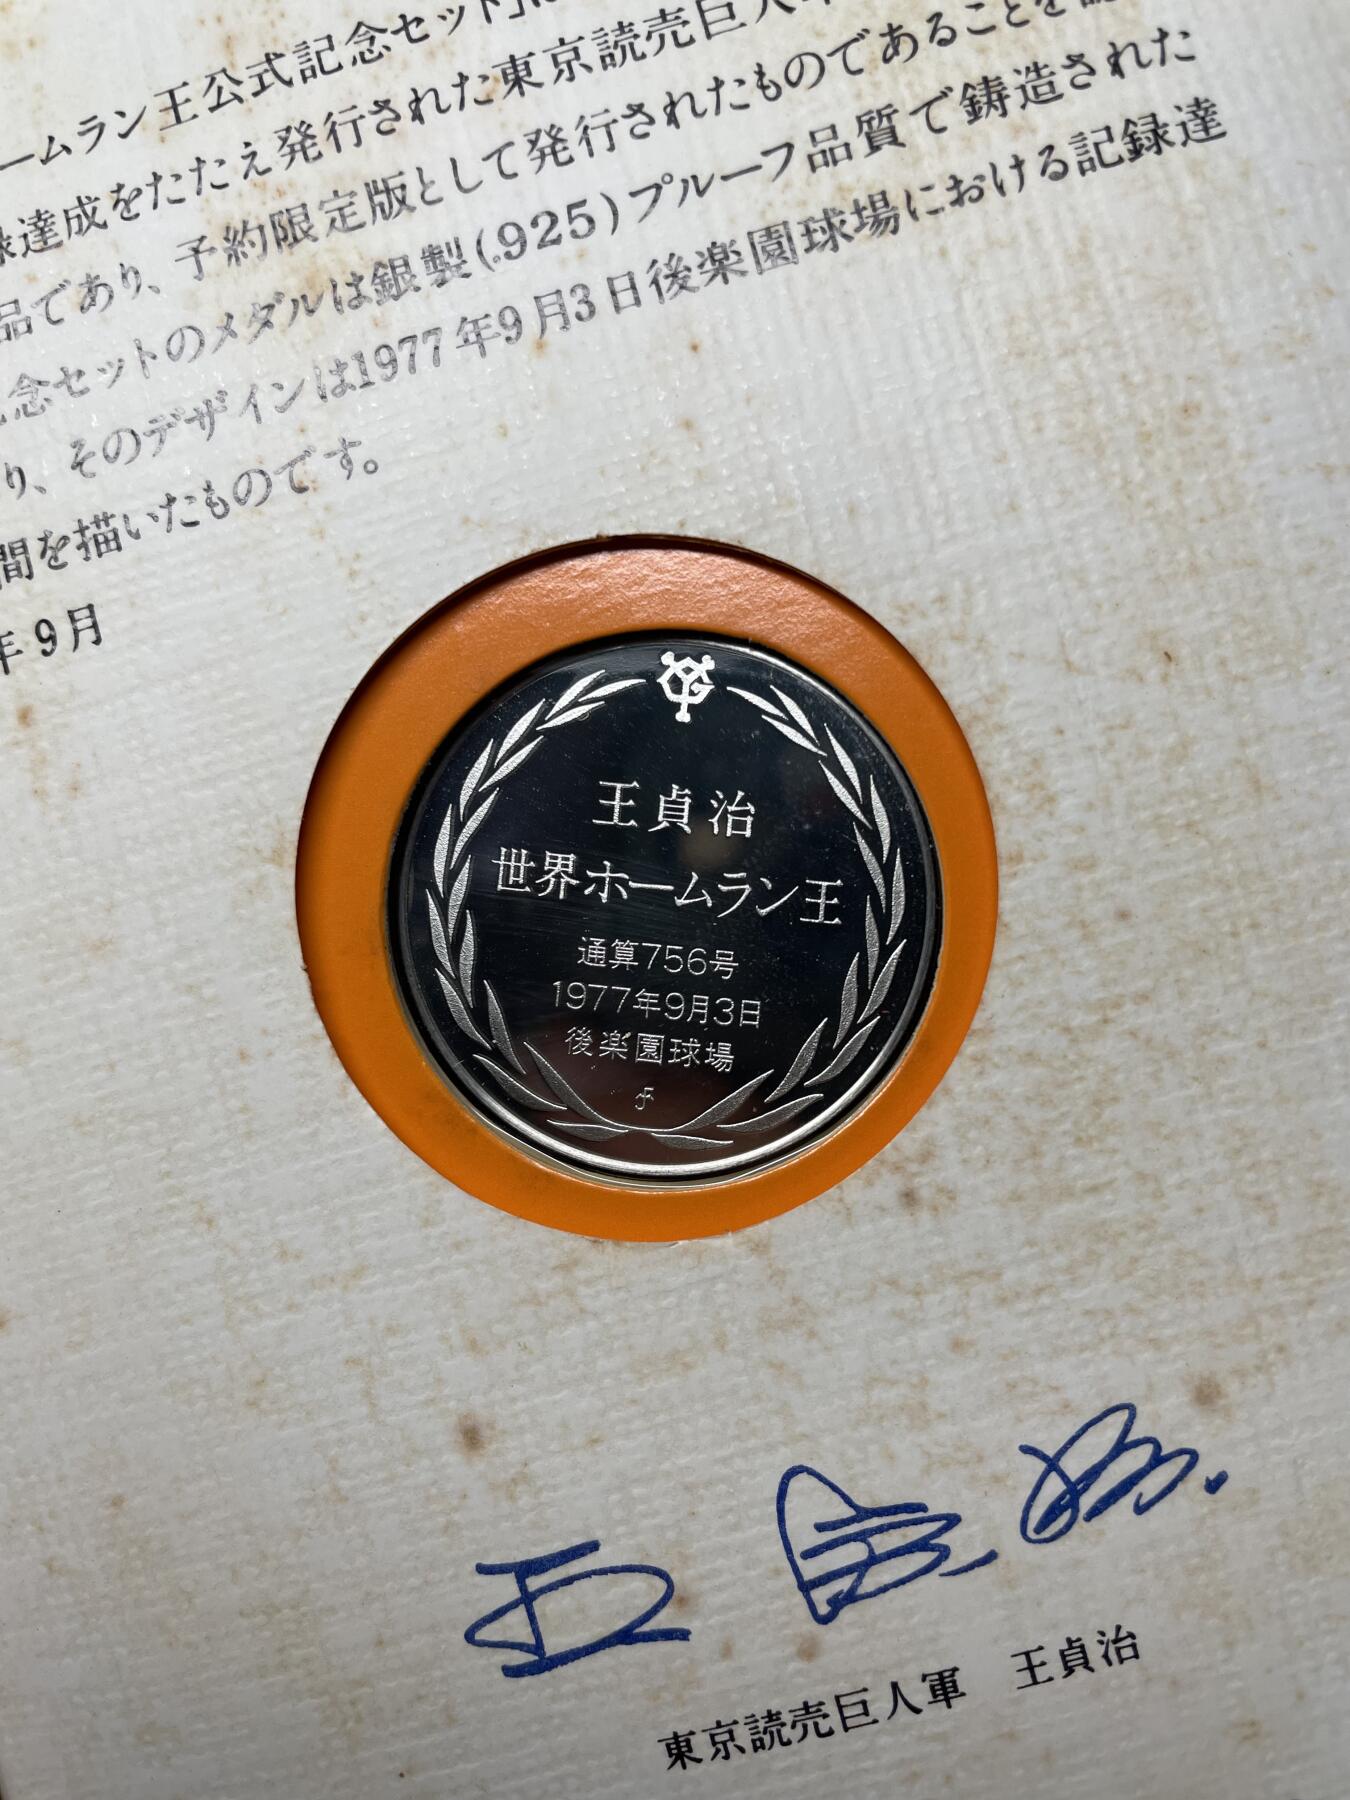 ームラン王公式記念セット」は
達成をたたえ発行された東京読売巨人軍
品であり、予約限定版として発行されたものであることを
念セットのメダルは銀製(.925)プルーフ品質で鋳造された
り、そのデザインは1977年9月3日後楽園球場における記録達
間を描いたものです。
年9月
王貞治
世界ホームラン王
通算756号
1977年9月3日
後楽園球場
王貞治
東京読売巨人軍 王貞治